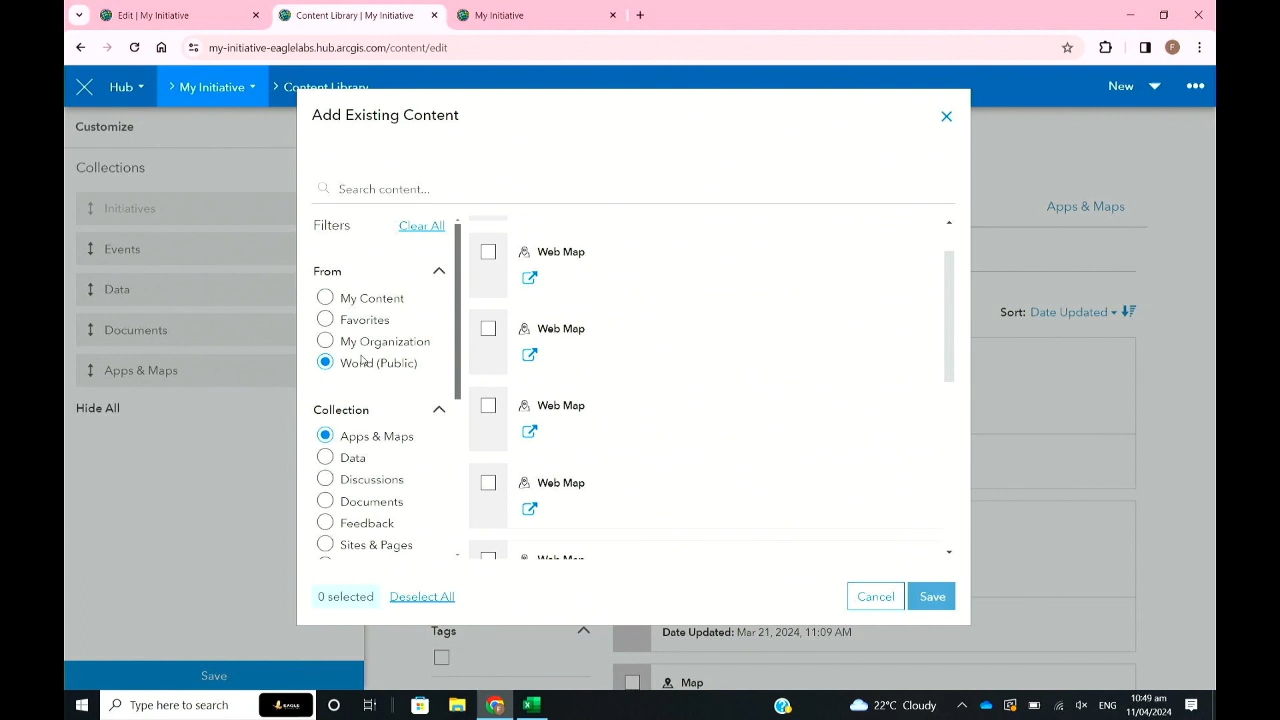 Edit | My Initiative
Content Library | My Initiative
My Initiative
my-initiative-eaglelabs.hub.arcgis.com/content/edit
F
Hub
My Initiative
Content Library
New
Customize
Collections
Initiatives
Events
Data
Documents
Apps & Maps
Hide All
Save
Add Existing Content
Search content...
Filters
Clear All
From
My Content
Favorites
My Organization
World (Public)
Collection
Apps & Maps
Data
Discussions
Documents
Feedback
Sites & Pages
Web Map
Web Map
Web Map
Web Map
Web Map
0 selected
Deselect All
Cancel
Save
Apps & Maps
Sort: Date Updated
Tags
Date Updated: Mar 21, 2024, 11:09 AM
Map
Type here to search
EAGLE
22°C Cloudy
ENG
10:49 am
11/04/2024